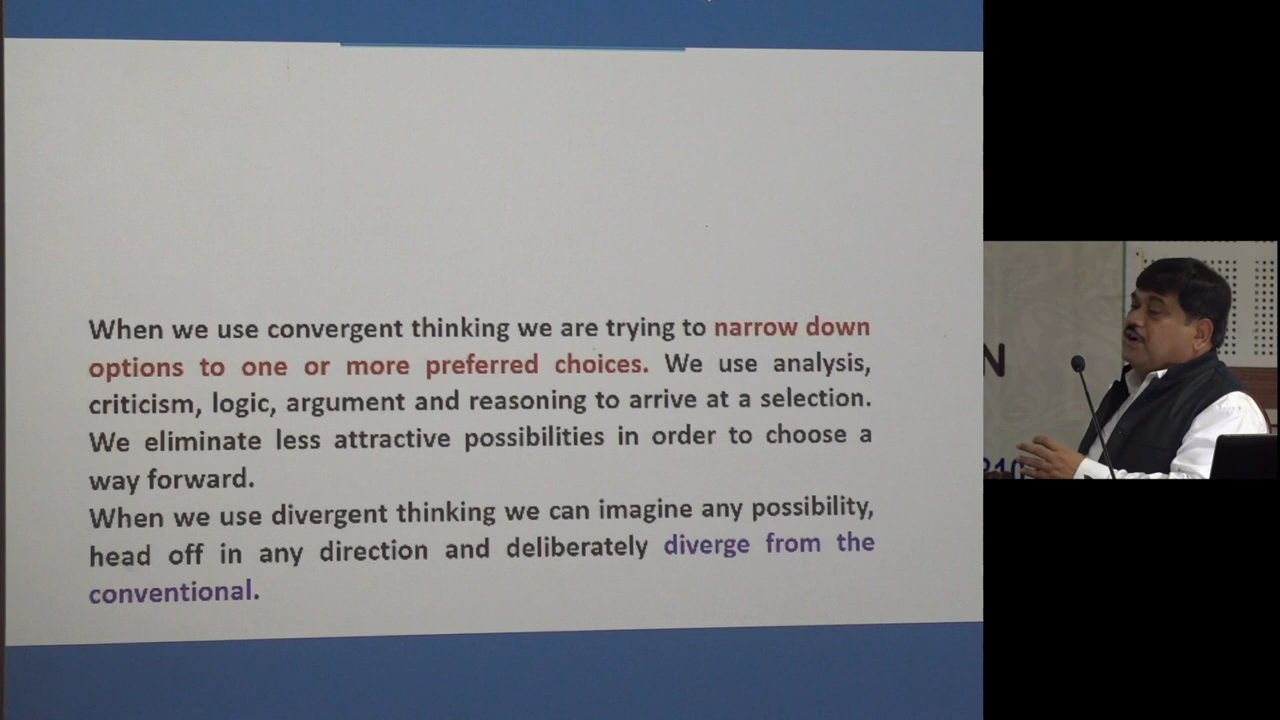 When we use convergent thinking we are trying to narrow down
options to one or more preferred choices. We use analysis,
criticism, logic, argument and reasoning to arrive at a selection.
We eliminate less attractive possibilities in order to choose a
way forward.
When we use divergent thinking we can imagine any possibility,
head off in any direction and deliberately diverge from the
conventional.
N